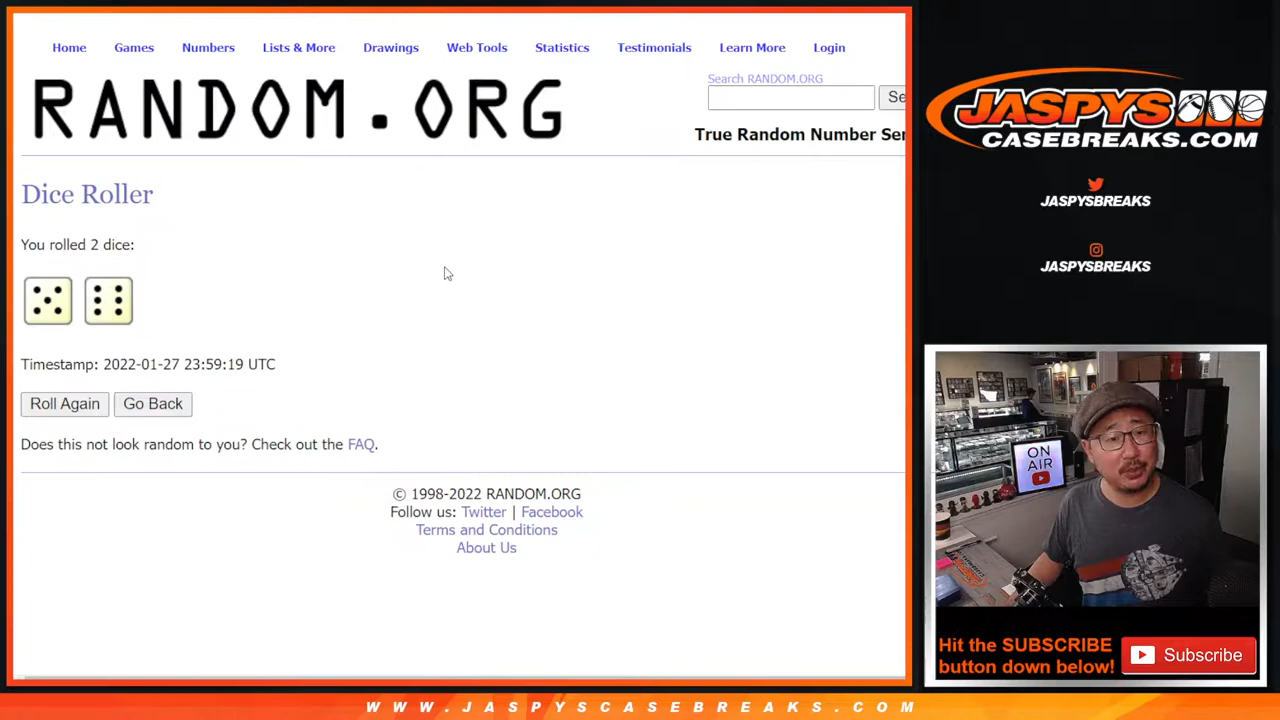 Home Games Numbers Lists & More Drawings Web Tools Statistics Testimonials Learn More Login
RANDOM.ORG
Search RANDOM.ORG
Se
True Random Number Ser
Dice Roller
You rolled 2 dice:
Timestamp: 2022-01-27 23:59:19 UTC
Roll Again Go Back
Does this not look random to you? Check out the FAQ.
© 1998-2022 RANDOM.ORG
Follow us: Twitter | Facebook
Terms and Conditions
About Us
JASPYS
CASEBREAKS.COM
JASPYSBREAKS
JASPYSBREAKS
ON
AIR
Hit the SUBSCRIBE
button down below!
Subscribe
WWW.JASPYSCASEBREAKS.COM